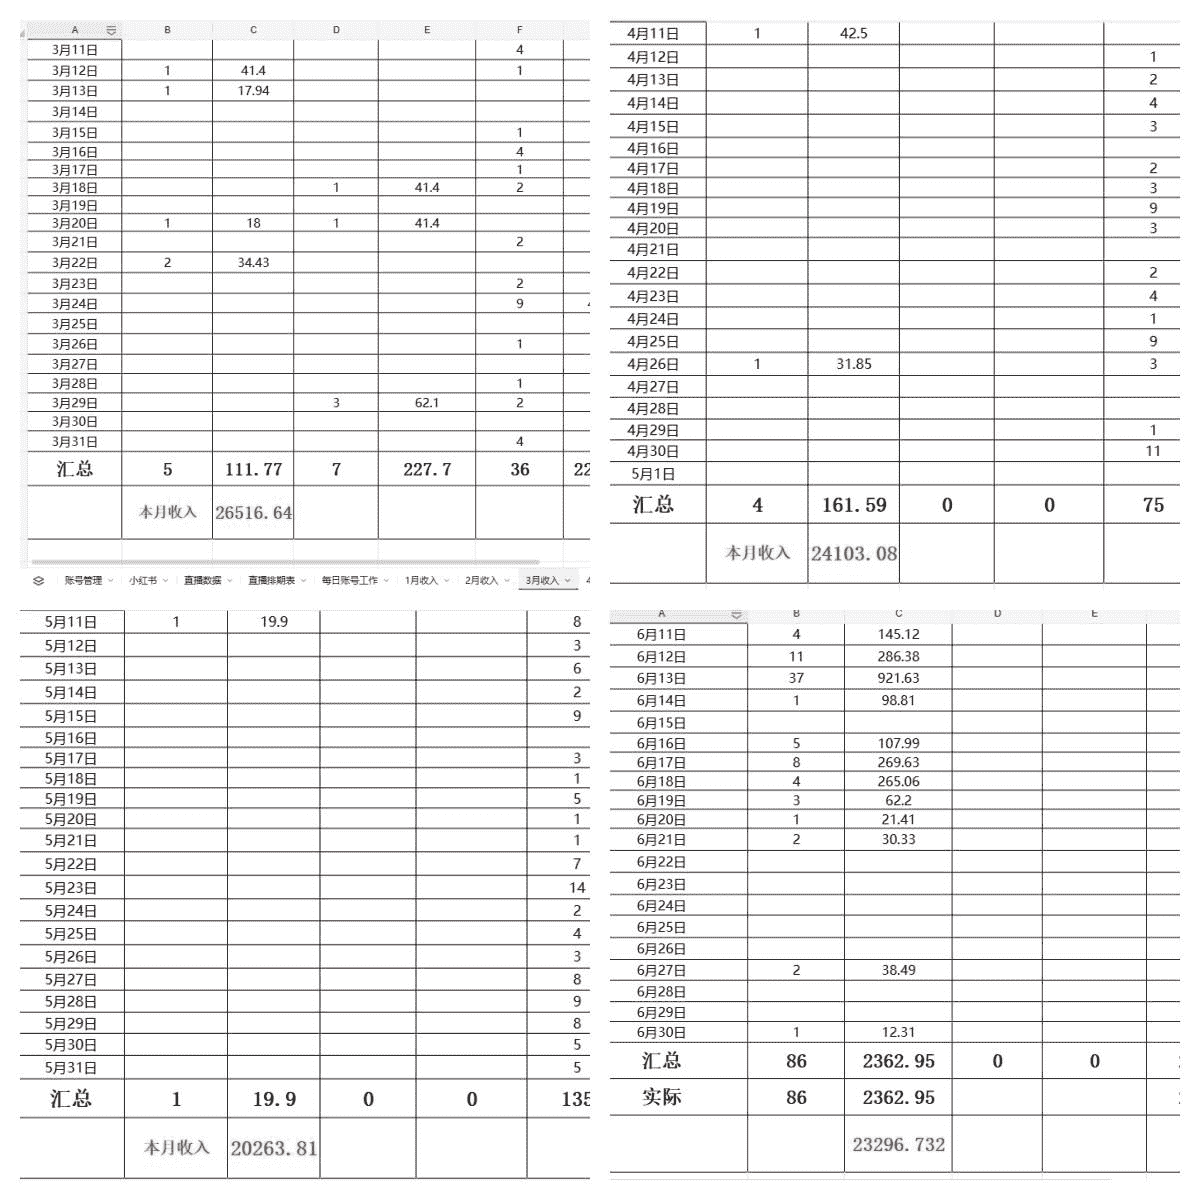 A B C D E F
3月11日 4
3月12日 1 41.4 1
3月13日 1 17.94
3月14日
3月15日 1
3月16日 4
3月17日 1
3月18日 1 41.4 2
3月19日
3月20日 1 18 1 41.4
3月21日 2
3月22日 2 34.43
3月23日 2
3月24日 9
3月25日
3月26日 1
3月27日
3月28日 1
3月29日 3 62.1 2
3月30日
3月31日 4
汇总 5 111.77 7 227.7 36 22
本月收入 26516.64
账号管理 小红书 直播数据 直播排期表 每日账号工作 1月收入 2月收入 3月收入
4月11日 1 42.5
4月12日 1
4月13日 2
4月14日 4
4月15日 3
4月16日
4月17日 2
4月18日 3
4月19日 9
4月20日 3
4月21日
4月22日 2
4月23日 4
4月24日 1
4月25日 9
4月26日 1 31.85 3
4月27日
4月28日
4月29日 1
4月30日 11
5月1日
汇总 4 161.59 0 0 75
本月收入 24103.08
5月11日 1 19.9 8
5月12日 3
5月13日 6
5月14日 2
5月15日 9
5月16日
5月17日 3
5月18日 1
5月19日 5
5月20日 1
5月21日 1
5月22日 7
5月23日 14
5月24日 2
5月25日 4
5月26日 3
5月27日 8
5月28日 9
5月29日 8
5月30日 5
5月31日 5
汇总 1 19.9 0 0 135
本月收入 20263.81
A B C D E
6月11日 4 145.12
6月12日 11 286.38
6月13日 37 921.63
6月14日 1 98.81
6月15日
6月16日 5 107.99
6月17日 8 269.63
6月18日 4 265.06
6月19日 3 62.2
6月20日 1 21.41
6月21日 2 30.33
6月22日
6月23日
6月24日
6月25日
6月26日
6月27日 2 38.49
6月28日
6月29日
6月30日 1 12.31
汇总 86 2362.95 0 0
实际 86 2362.95
23296.732